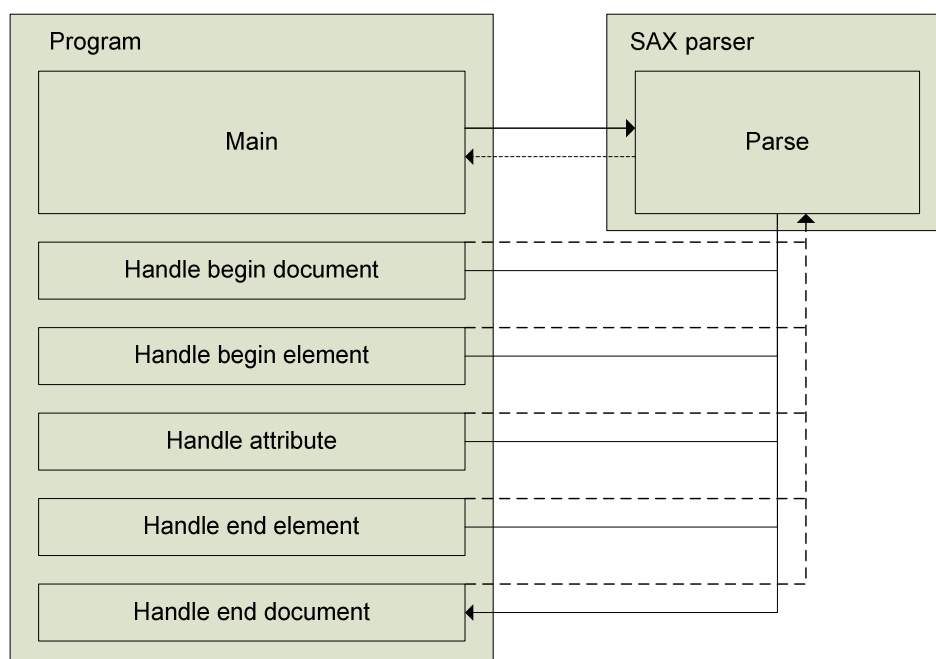 Program
SAX parser
Main
Parse
Handle begin document
Handle begin element
Handle attribute
Handle end element
Handle end document